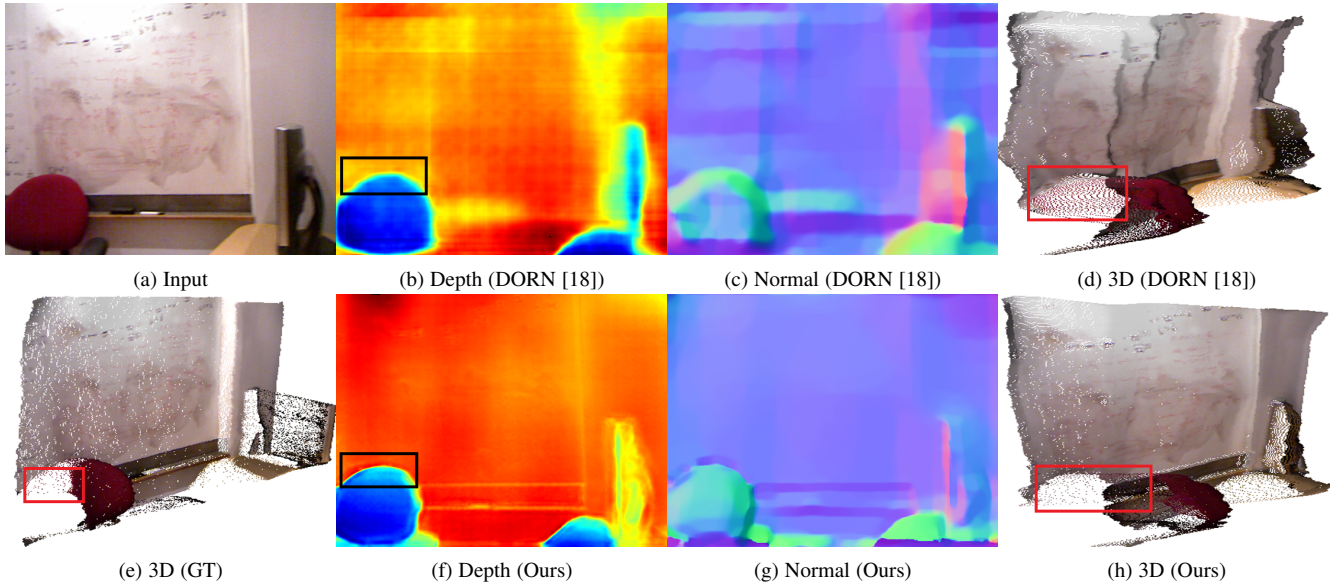 (a) Input
(b) Depth (DORN [18])
(c) Normal (DORN [18])
(d) 3D (DORN [18])
(e) 3D (GT)
(f) Depth (Ours)
(g) Normal (Ours)
(h) 3D (Ours)